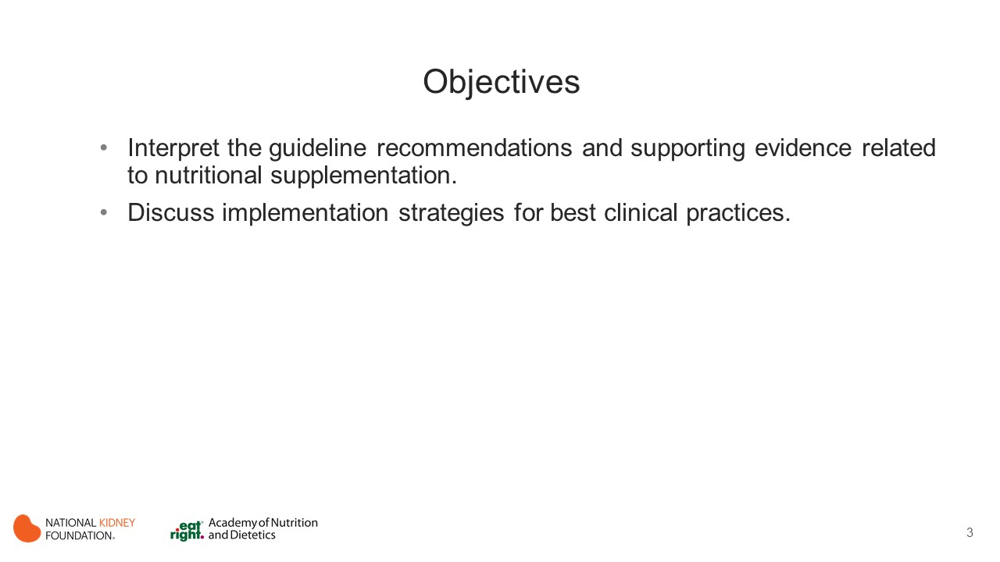 Objectives
• Interpret the guideline recommendations and supporting evidence related
to nutritional supplementation.
• Discuss implementation strategies for best clinical practices.
NATIONAL KIDNEY
FOUNDATION®
eat® Academy of Nutrition
right. and Dietetics
3